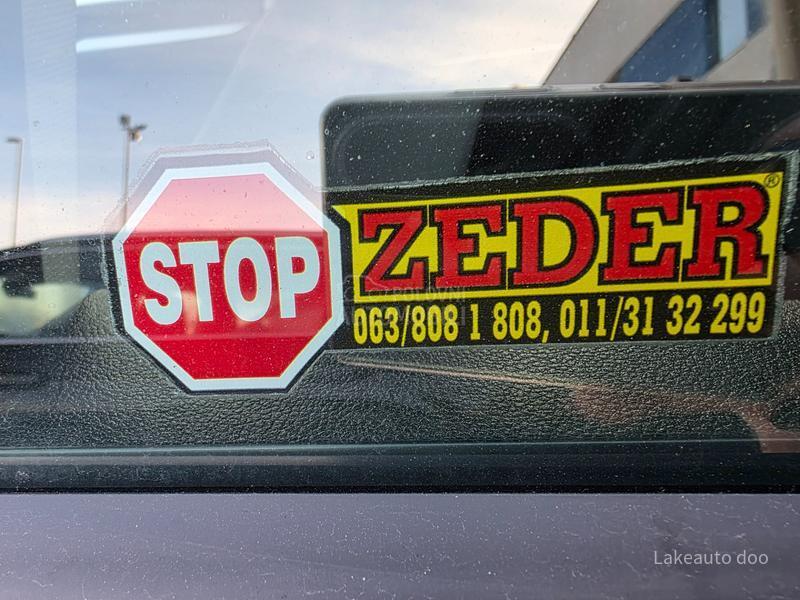 STOP
ZEDER®
063/808 1 808, 011/31 32 299
Lakeauto doo